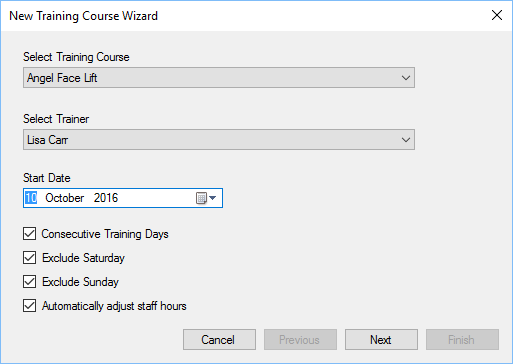 New Training Course Wizard
Select Training Course
Angel Face Lift
Select Trainer
Lisa Carr
Start Date
10 October 2016
Consecutive Training Days
Exclude Saturday
Exclude Sunday
Automatically adjust staff hours
Cancel Previous Next Finish